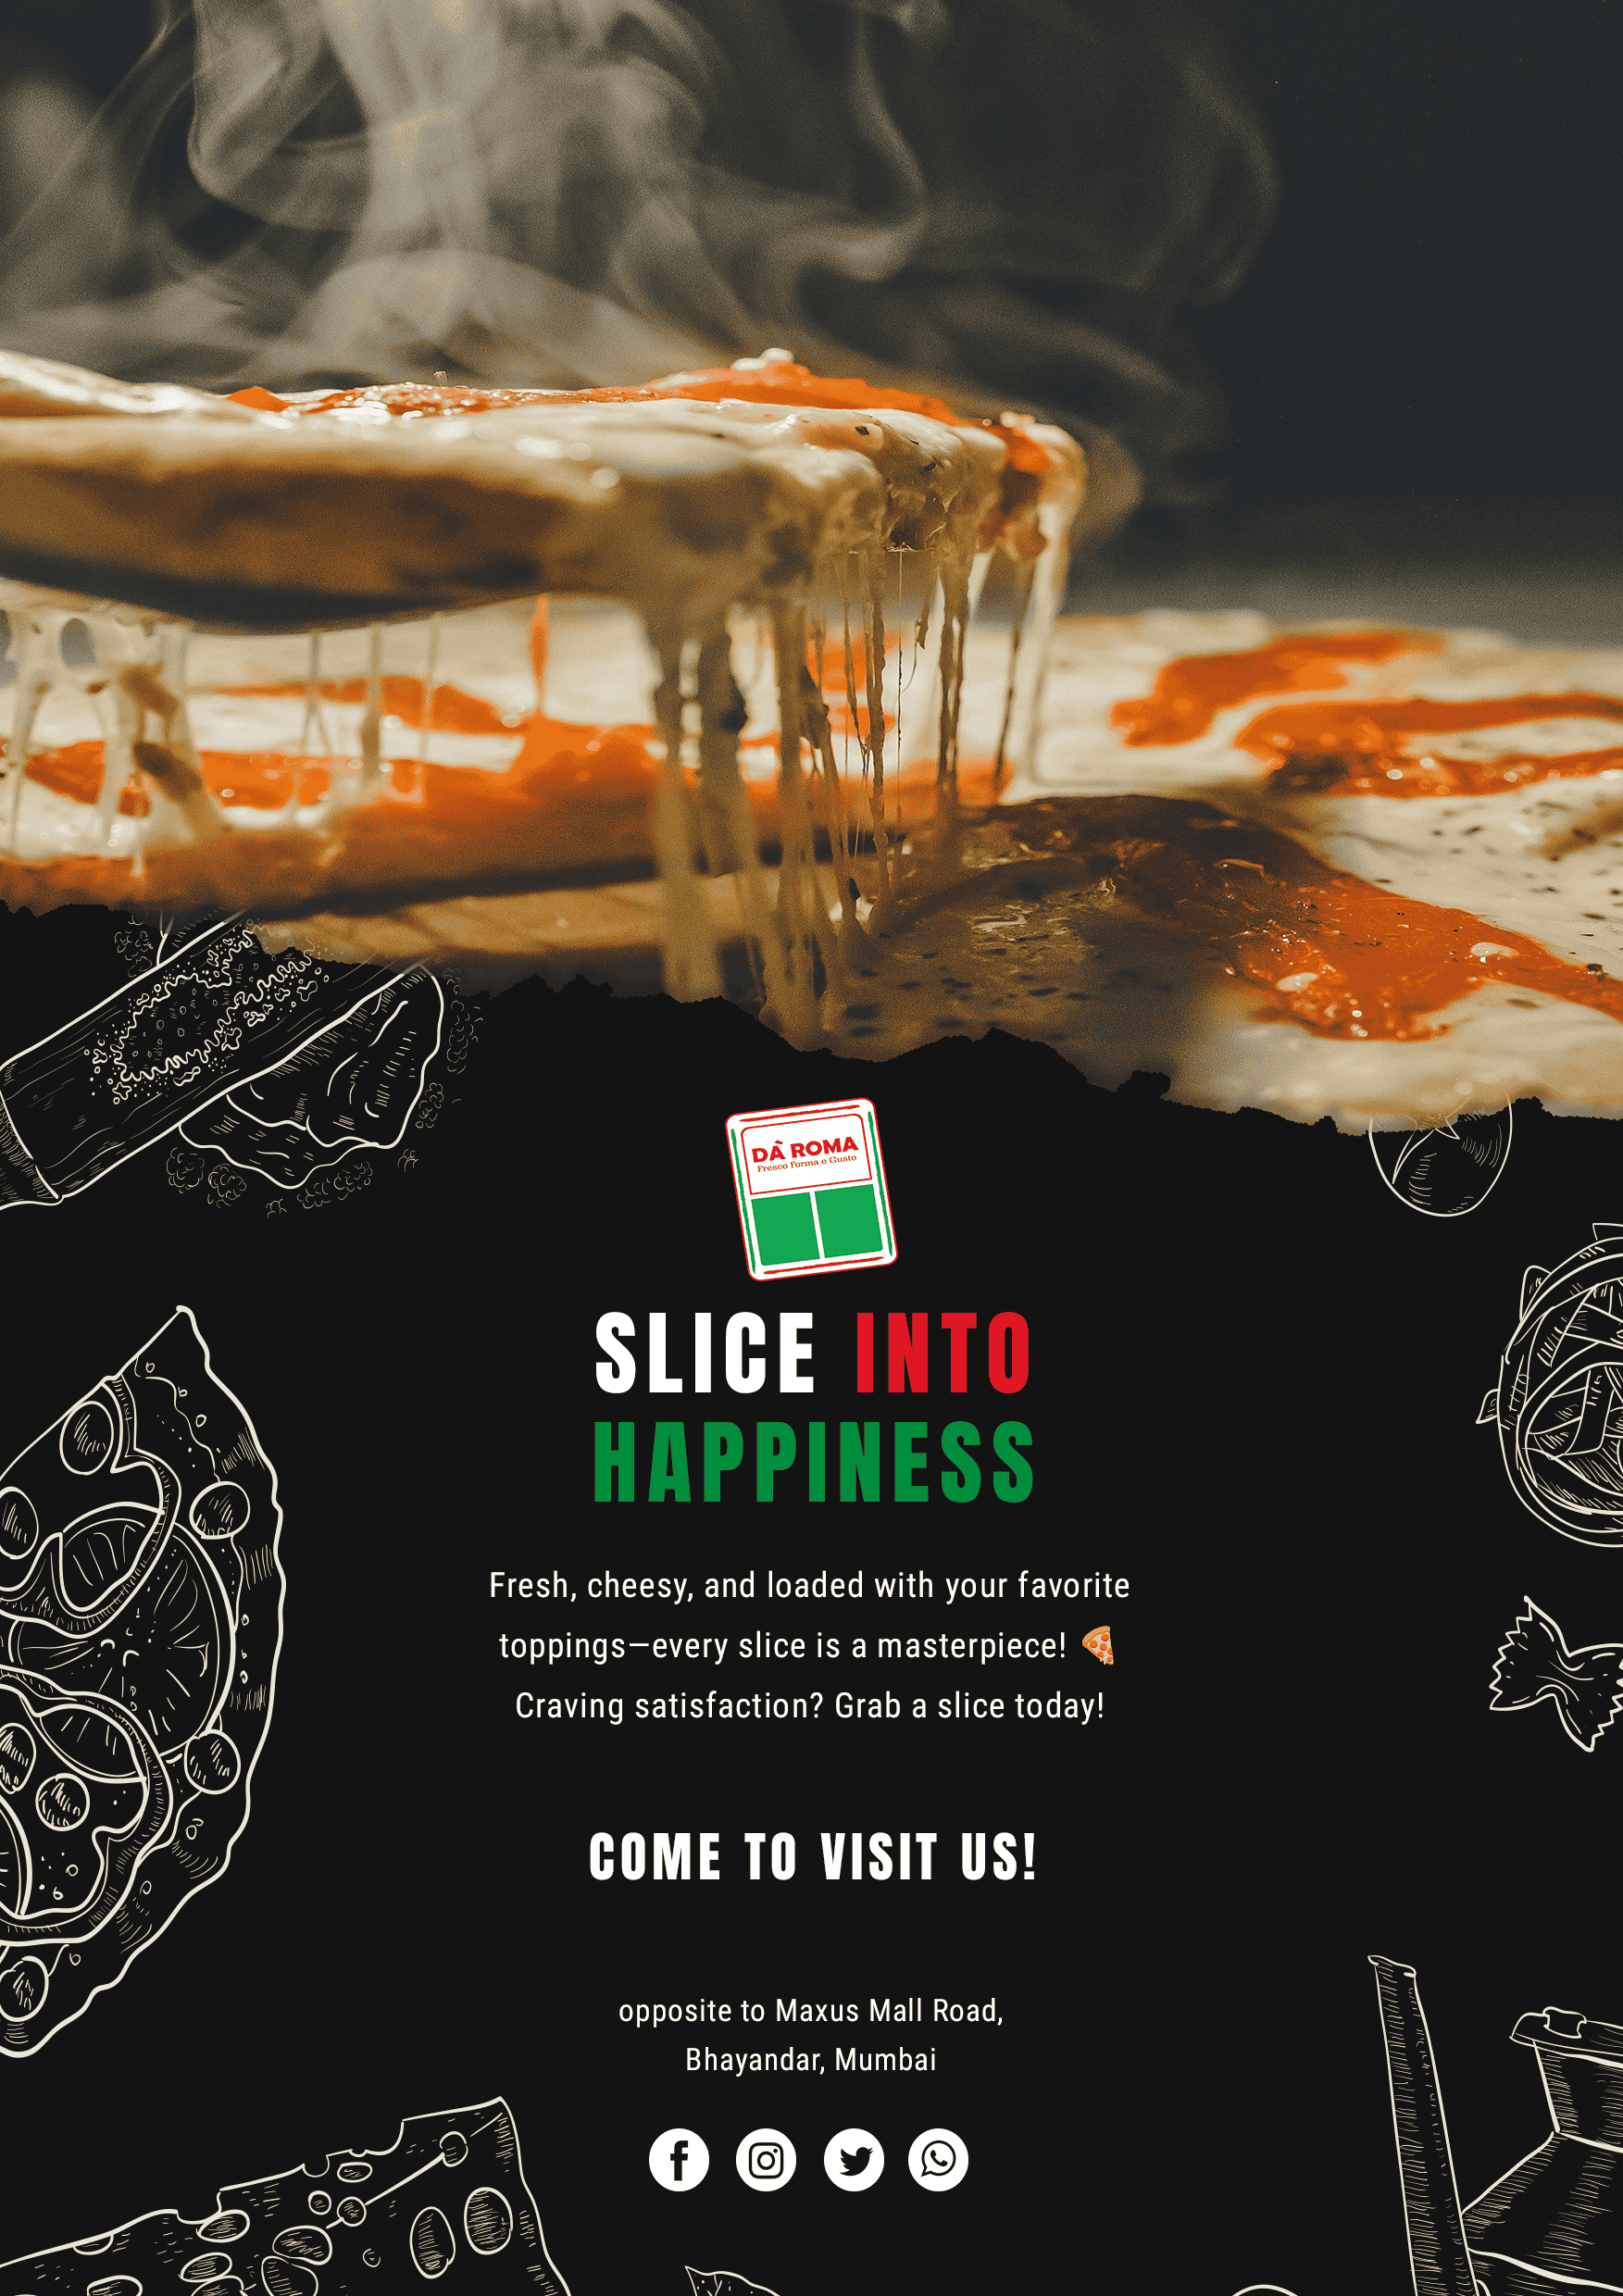 DÀ ROMA
Fresco Forma e Gusto
SLICE INTO
HAPPINESS
Fresh, cheesy, and loaded with your favorite
toppings—every slice is a masterpiece! 🍕
Craving satisfaction? Grab a slice today!
COME TO VISIT US!
opposite to Maxus Mall Road,
Bhayandar, Mumbai